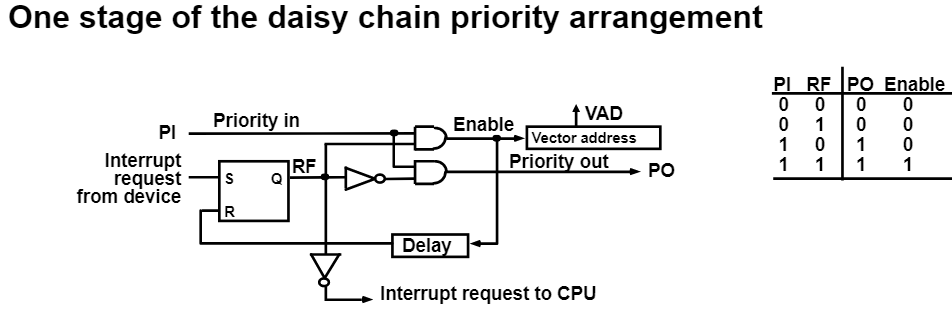 One stage of the daisy chain priority arrangement
PI RF PO Enable
0 0 0 0
0 1 0 0
1 0 1 0
1 1 1 1
Priority in
PI
Enable
VAD
Vector address
Interrupt
request
from device
S
Q
RF
R
Priority out
PO
Delay
Interrupt request to CPU